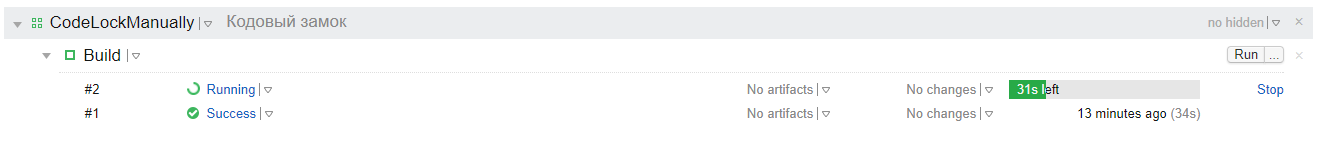 CodeLockManually Кодовый замок no hidden
Build Run ...
#2 Running No artifacts No changes 31s left Stop
#1 Success No artifacts No changes 13 minutes ago (34s)